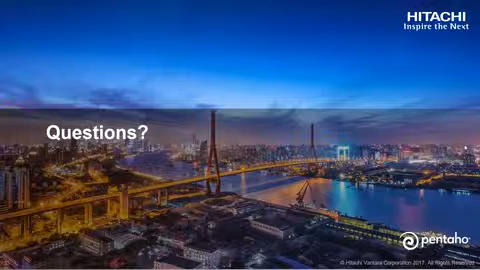 HITACHI
Inspire the Next
Questions?
pentaho
© Hitachi Vantara Corporation 2017. All Rights Reserved